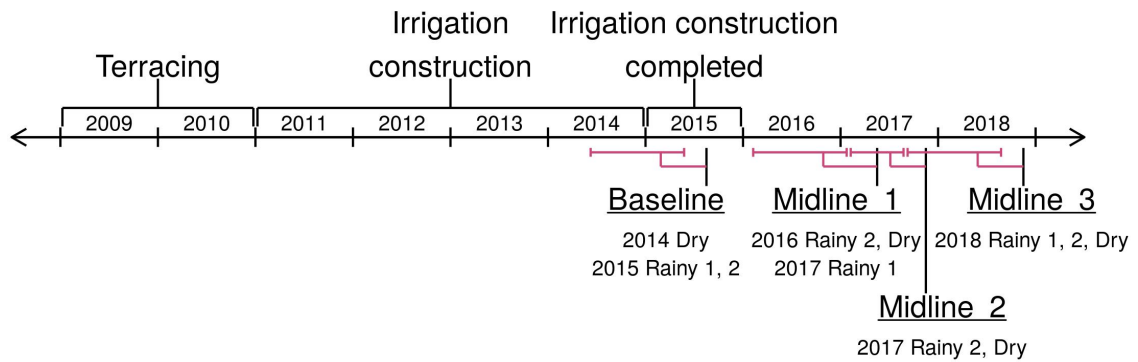 Irrigation
construction
Irrigation construction
completed
Terracing
2009 2010 2011 2012 2013 2014 2015 2016 2017 2018
Baseline
2014 Dry
2015 Rainy 1, 2
Midline 1
2016 Rainy 2, Dry
2017 Rainy 1
Midline 3
2018 Rainy 1, 2, Dry
Midline 2
2017 Rainy 2, Dry